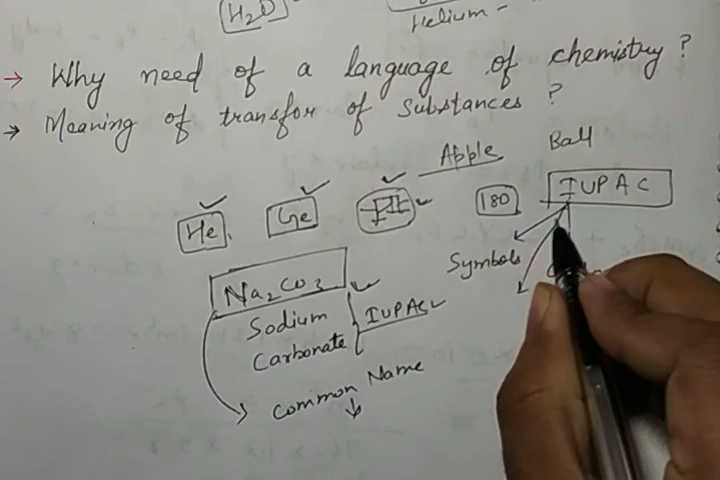 H2O
Helium -
→ Why need of a language of chemistry ?
→ Meaning of transfor of substances ?
Apple Ball
He Ge 180 IUPAC
Symbols
Na2CO3
Sodium
Carbonate IUPAC
Common Name